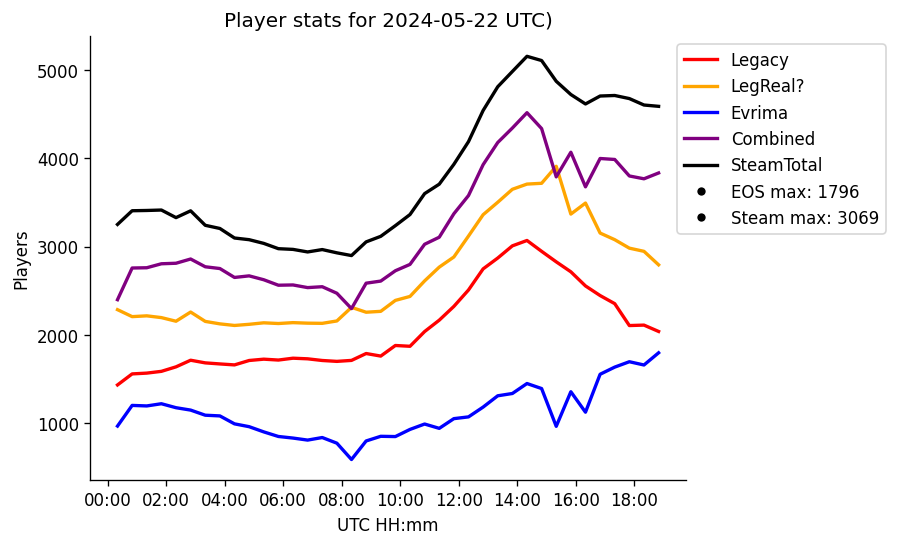 Player stats for 2024-05-22 UTC)
Players
5000
4000
3000
2000
1000
00:00 02:00 04:00 06:00 08:00 10:00 12:00 14:00 16:00 18:00
UTC HH:mm
Legacy
LegReal?
Evrima
Combined
SteamTotal
EOS max: 1796
Steam max: 3069